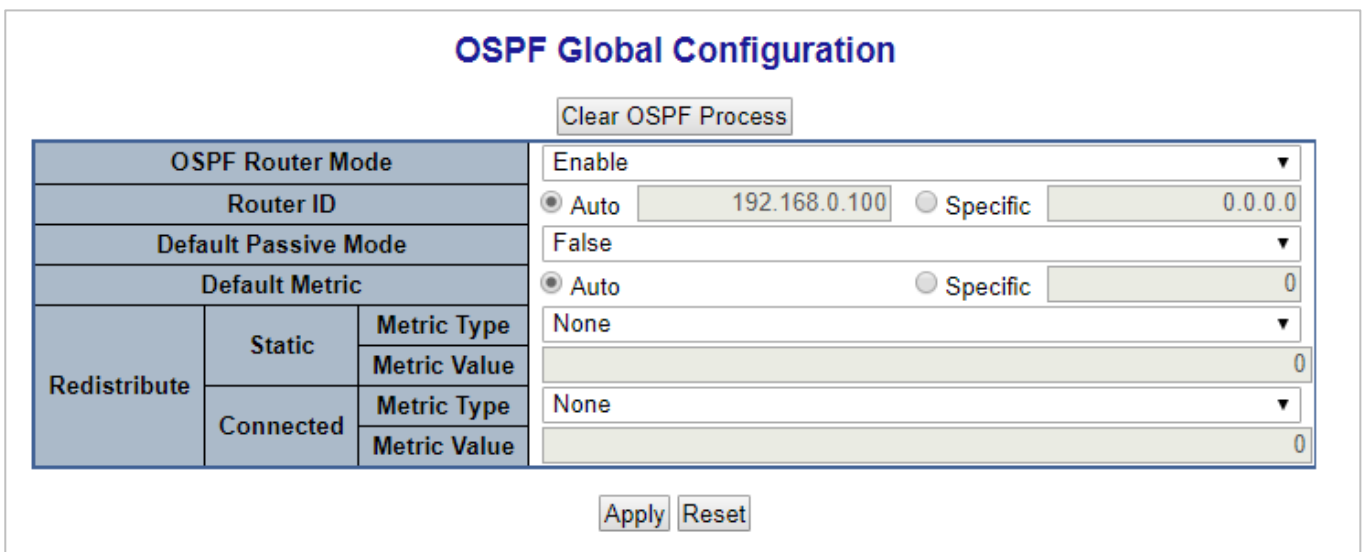 OSPF Global Configuration
Clear OSPF Process
OSPF Router Mode Enable
Router ID Auto 192.168.0.100 Specific 0.0.0.0
Default Passive Mode False
Default Metric Auto Specific 0
Redistribute Static Metric Type None
Metric Value 0
Connected Metric Type None
Metric Value 0
Apply Reset